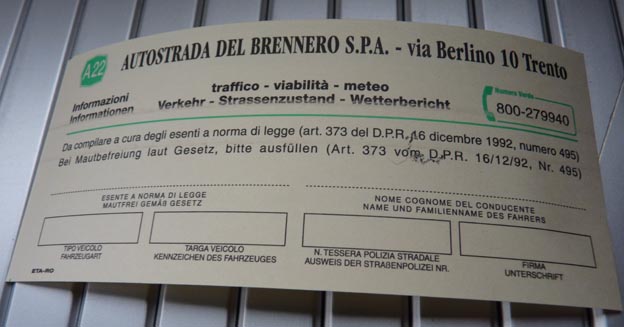 A22
AUTOSTRADA DEL BRENNERO S.P.A. - via Berlino 10 Trento
Informazioni
Informationen
traffico - viabilità - meteo
Verkehr - Strassenzustand - Wetterbericht
Numero Verde
800-279940
Da compilare a cura degli esenti a norma di legge (art. 373 del D.P.R. 16 dicembre 1992, numero 495)
Bei Mautbefreiung laut Gesetz, bitte ausfüllen (Art. 373 vom D.P.R. 16/12/92, Nr. 495)
ESENTE A NORMA DI LEGGE
MAUTFREI GEMÄß GESETZ
NOME COGNOME DEL CONDUCENTE
NAME UND FAMILIENNAME DES FAHRERS
TIPO VEICOLO
FAHRZEUGART
TARGA VEICOLO
KENNZEICHEN DES FAHRZEUGES
N. TESSERA POLIZIA STRADALE
AUSWEIS DER STRAßENPOLIZEI NR.
FIRMA
UNTERSCHRIFT
ETA-RO